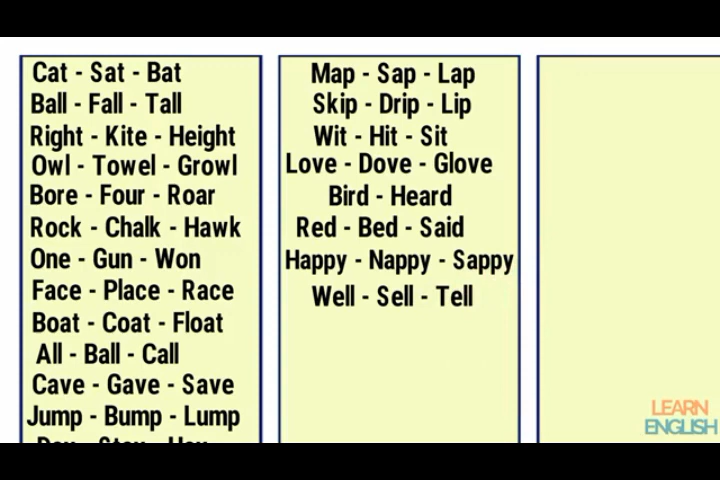 Cat - Sat - Bat
Ball - Fall - Tall
Right - Kite - Height
Owl - Towel - Growl
Bore - Four - Roar
Rock - Chalk - Hawk
One - Gun - Won
Face - Place - Race
Boat - Coat - Float
All - Ball - Call
Cave - Gave - Save
Jump - Bump - Lump
Map - Sap - Lap
Skip - Drip - Lip
Wit - Hit - Sit
Love - Dove - Glove
Bird - Heard
Red - Bed - Said
Happy - Nappy - Sappy
Well - Sell - Tell
LEARN
ENGLISH